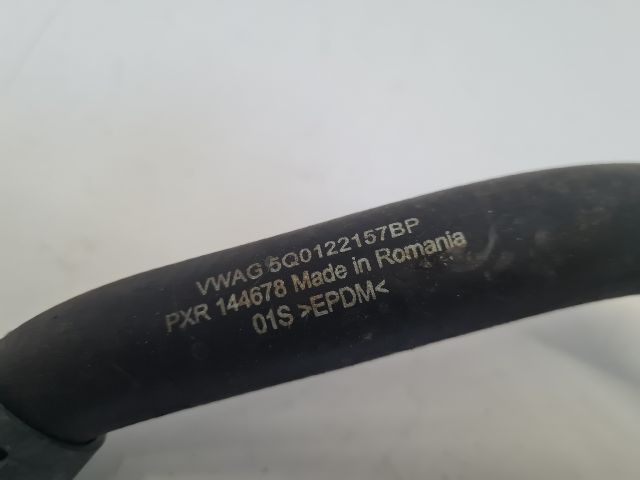 VWAG 5Q0122157BP
PXR 144678 Made in Romania
01S >EPDM<